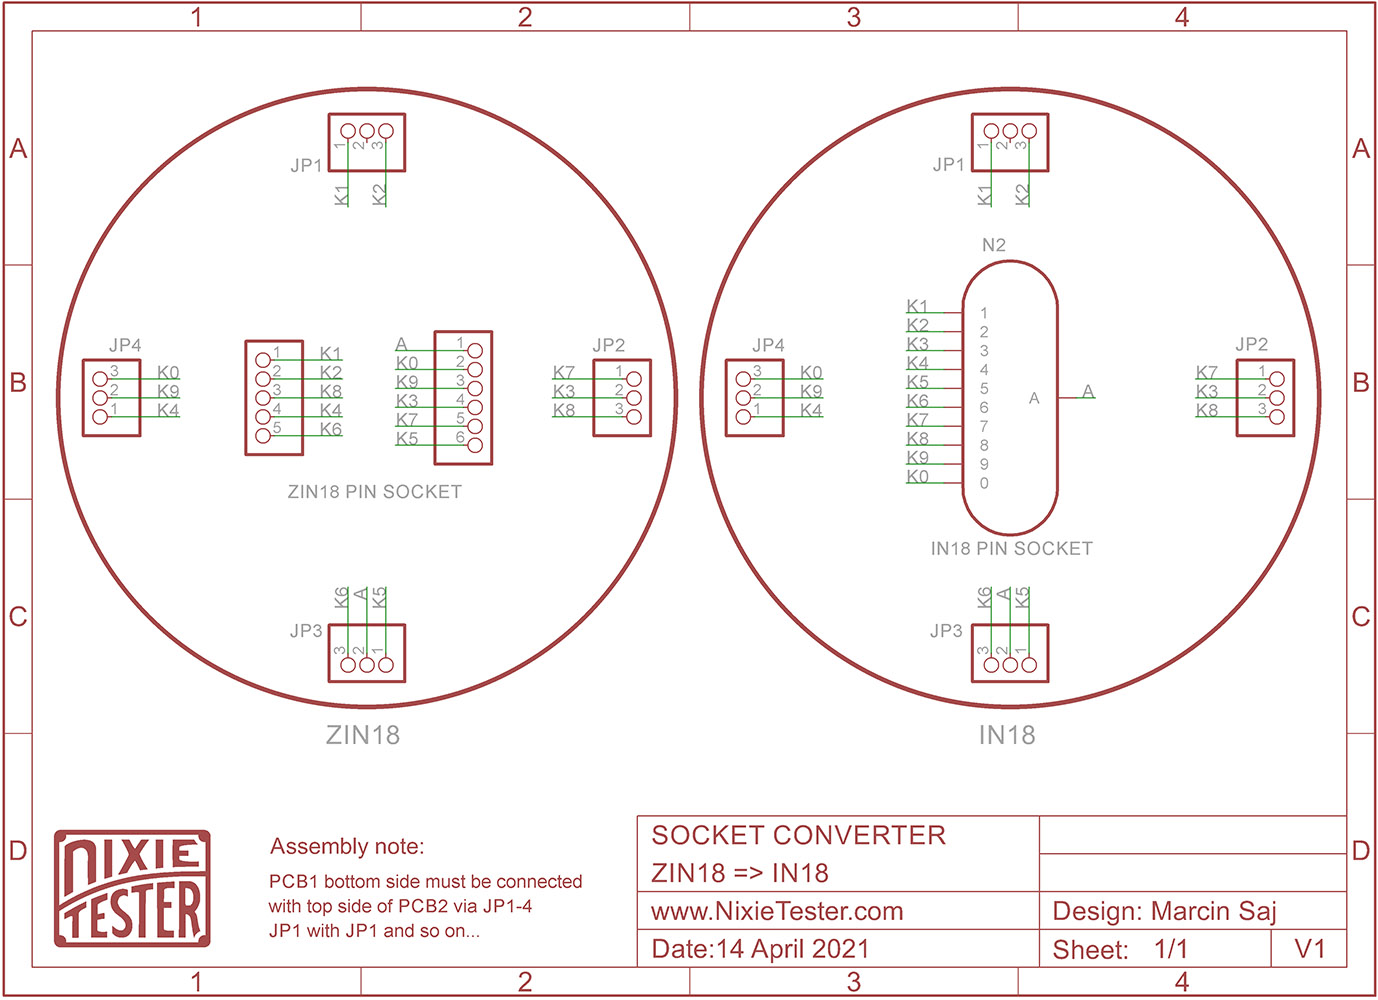 1 2 3 4
A
B
C
D
A
B
C
D
JP1
1 2 3
K1 K2
JP4
3 K0
2 K9
1 K4
1 K1
2 K2
3 K8
4 K4
5 K6
A 1
K0 2
K9 3
K3 4
K7 5
K5 6
JP2
K7 1
K3 2
K8 3
ZIN18 PIN SOCKET
K6 A K5
JP3
3 2 1
ZIN18
JP1
1 2 3
K1 K2
N2
K1 1
K2 2
K3 3
K4 4
K5 5
K6 6
K7 7
K8 8
K9 9
K0 0
A A
JP4
3 K0
2 K9
1 K4
JP2
K7 1
K3 2
K8 3
IN18 PIN SOCKET
K6 A K5
JP3
3 2 1
IN18
NIXIE
TESTER
Assembly note:
PCB1 bottom side must be connected
with top side of PCB2 via JP1-4
JP1 with JP1 and so on...
SOCKET CONVERTER
ZIN18 => IN18
www.NixieTester.com
Design: Marcin Saj
Date:14 April 2021
Sheet: 1/1
V1
1 2 3 4